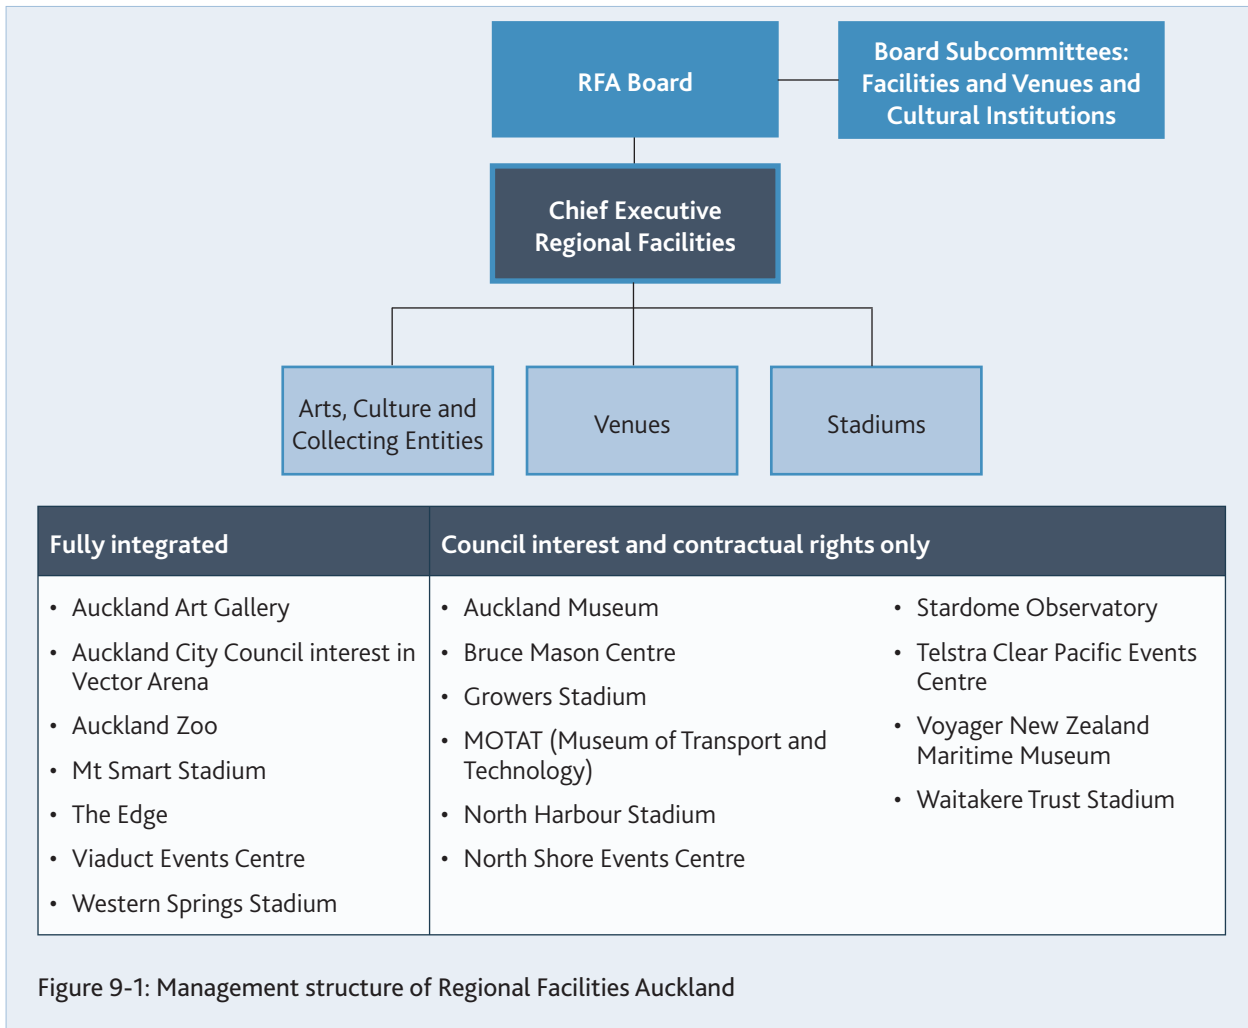 RFA Board
Board Subcommittees:
Facilities and Venues and
Cultural Institutions
Chief Executive
Regional Facilities
Arts, Culture and
Collecting Entities
Venues
Stadiums
Fully integrated
Council interest and contractual rights only
• Auckland Art Gallery
• Auckland City Council interest in
Vector Arena
• Auckland Zoo
• Mt Smart Stadium
• The Edge
• Viaduct Events Centre
• Western Springs Stadium
• Auckland Museum
• Bruce Mason Centre
• Growers Stadium
• MOTAT (Museum of Transport and
Technology)
• North Harbour Stadium
• North Shore Events Centre
• Stardome Observatory
• Telstra Clear Pacific Events
Centre
• Voyager New Zealand
Maritime Museum
• Waitakere Trust Stadium
Figure 9-1: Management structure of Regional Facilities Auckland